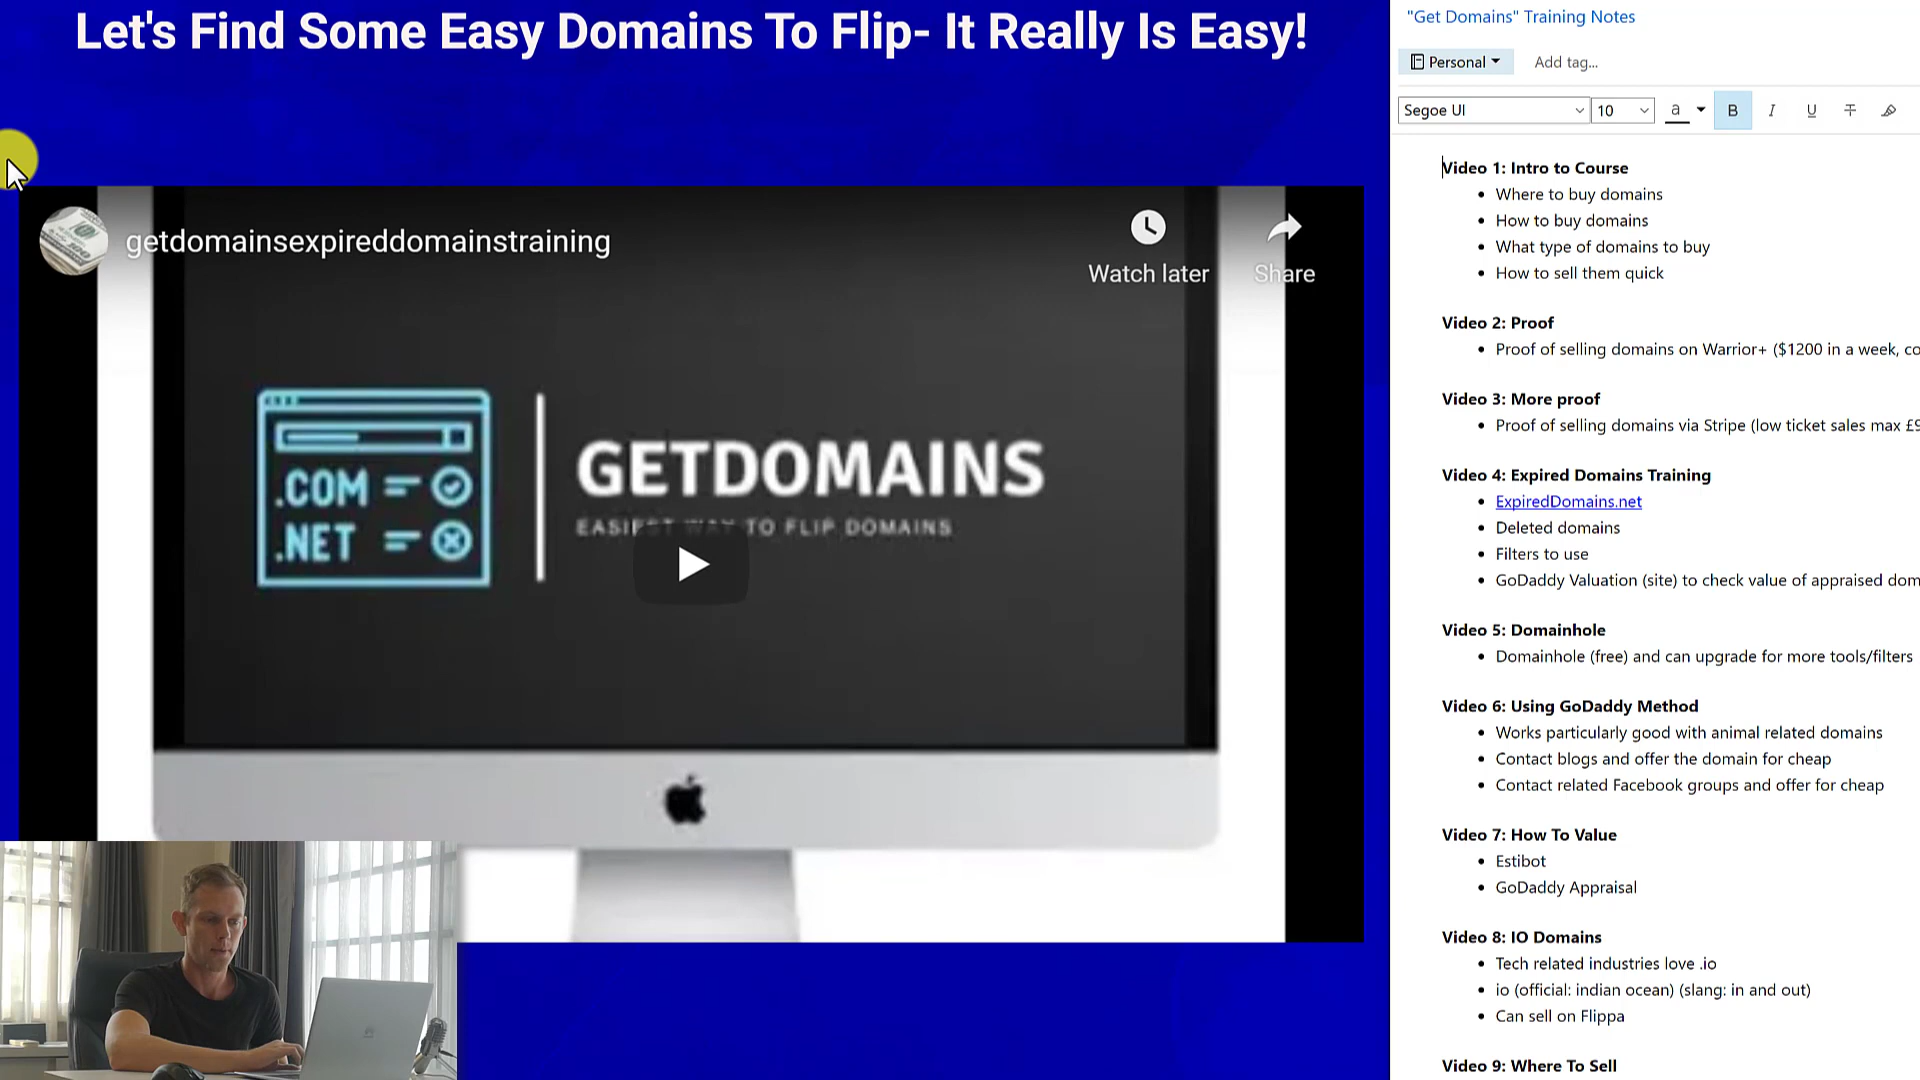 Let's Find Some Easy Domains To Flip- It Really Is Easy!
getdomainsexpireddomainstraining
Watch later
Share
.COM
.NET
GETDOMAINS
EASIEST WAY TO FLIP DOMAINS
"Get Domains" Training Notes
Personal
Add tag...
Segoe UI
10
a
B
I
U
T
Video 1: Intro to Course
• Where to buy domains
• How to buy domains
• What type of domains to buy
• How to sell them quick
Video 2: Proof
• Proof of selling domains on Warrior+ ($1200 in a week, co
Video 3: More proof
• Proof of selling domains via Stripe (low ticket sales max £9
Video 4: Expired Domains Training
• ExpiredDomains.net
• Deleted domains
• Filters to use
• GoDaddy Valuation (site) to check value of appraised dom
Video 5: Domainhole
• Domainhole (free) and can upgrade for more tools/filters
Video 6: Using GoDaddy Method
• Works particularly good with animal related domains
• Contact blogs and offer the domain for cheap
• Contact related Facebook groups and offer for cheap
Video 7: How To Value
• Estibot
• GoDaddy Appraisal
Video 8: IO Domains
• Tech related industries love .io
• io (official: indian ocean) (slang: in and out)
• Can sell on Flippa
Video 9: Where To Sell